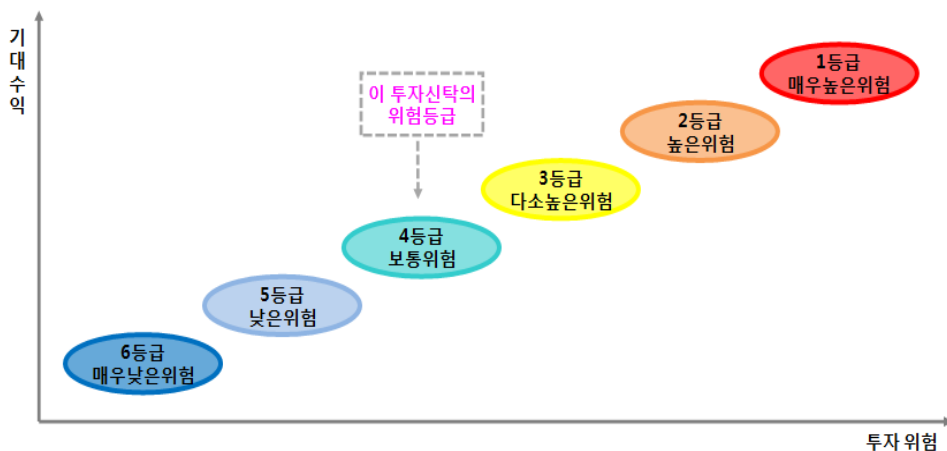 기대수익
1등급
매우높은위험
이 투자신탁의
위험등급
2등급
높은위험
3등급
다소높은위험
4등급
보통위험
5등급
낮은위험
6등급
매우낮은위험
투자 위험